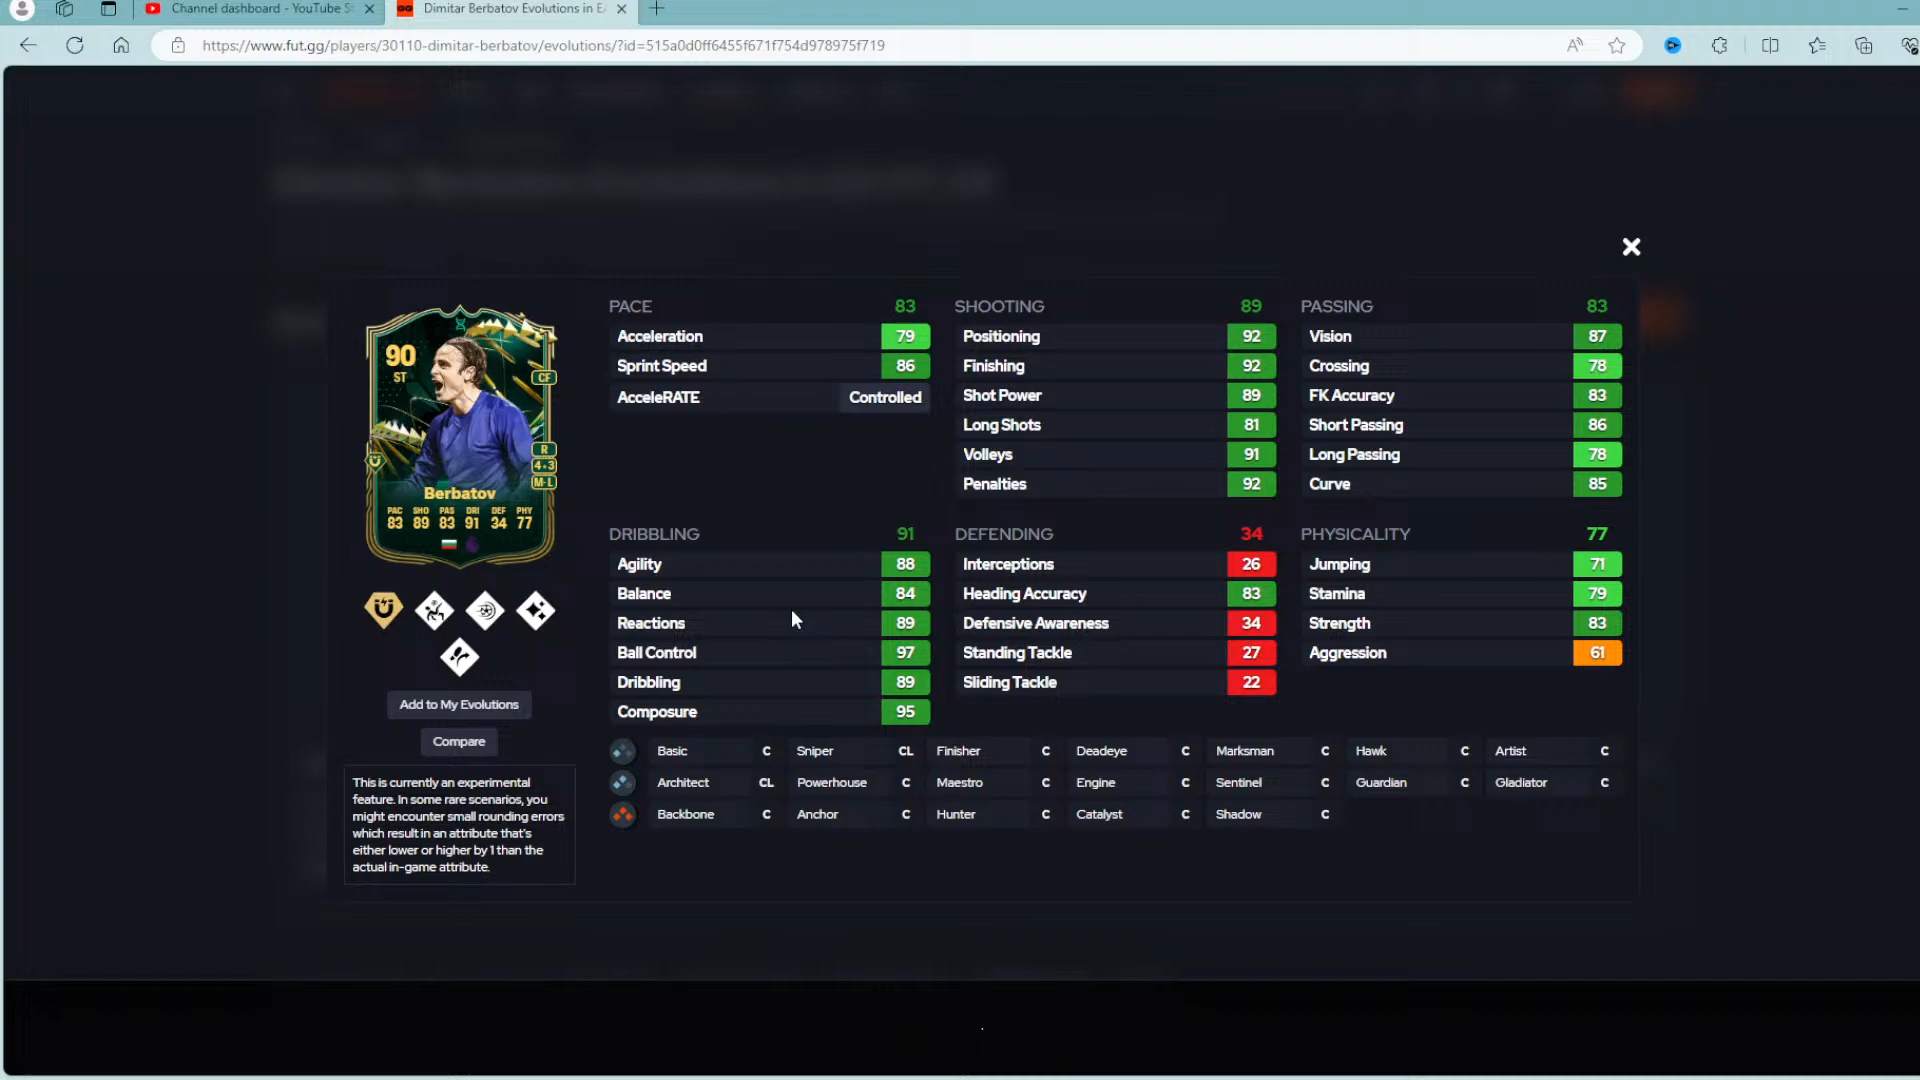 Channel dashboard - YouTube S
Dimitar Berbatov Evolutions in EA
https://www.fut.gg/players/30110-dimitar-berbatov/evolutions/?id=515a0d0ff6455f671f754d978975f719
90
ST
CF
R
4★3
M-L
Berbatov
PAC SHO PAS DRI DEF PHY
83 89 83 91 34 77
Add to My Evolutions
Compare
This is currently an experimental
feature. In some rare scenarios, you
might encounter small rounding errors
which result in an attribute that's
either lower or higher by 1 than the
actual in-game attribute.
PACE 83
Acceleration 79
Sprint Speed 86
AcceleRATE Controlled
SHOOTING 89
Positioning 92
Finishing 92
Shot Power 89
Long Shots 81
Volleys 91
Penalties 92
PASSING 83
Vision 87
Crossing 78
FK Accuracy 83
Short Passing 86
Long Passing 78
Curve 85
DRIBBLING 91
Agility 88
Balance 84
Reactions 89
Ball Control 97
Dribbling 89
Composure 95
DEFENDING 34
Interceptions 26
Heading Accuracy 83
Defensive Awareness 34
Standing Tackle 27
Sliding Tackle 22
PHYSICALITY 77
Jumping 71
Stamina 79
Strength 83
Aggression 61
Basic C Sniper CL Finisher C Deadeye C Marksman C Hawk C Artist C
Architect CL Powerhouse C Maestro C Engine C Sentinel C Guardian C Gladiator C
Backbone C Anchor C Hunter C Catalyst C Shadow C